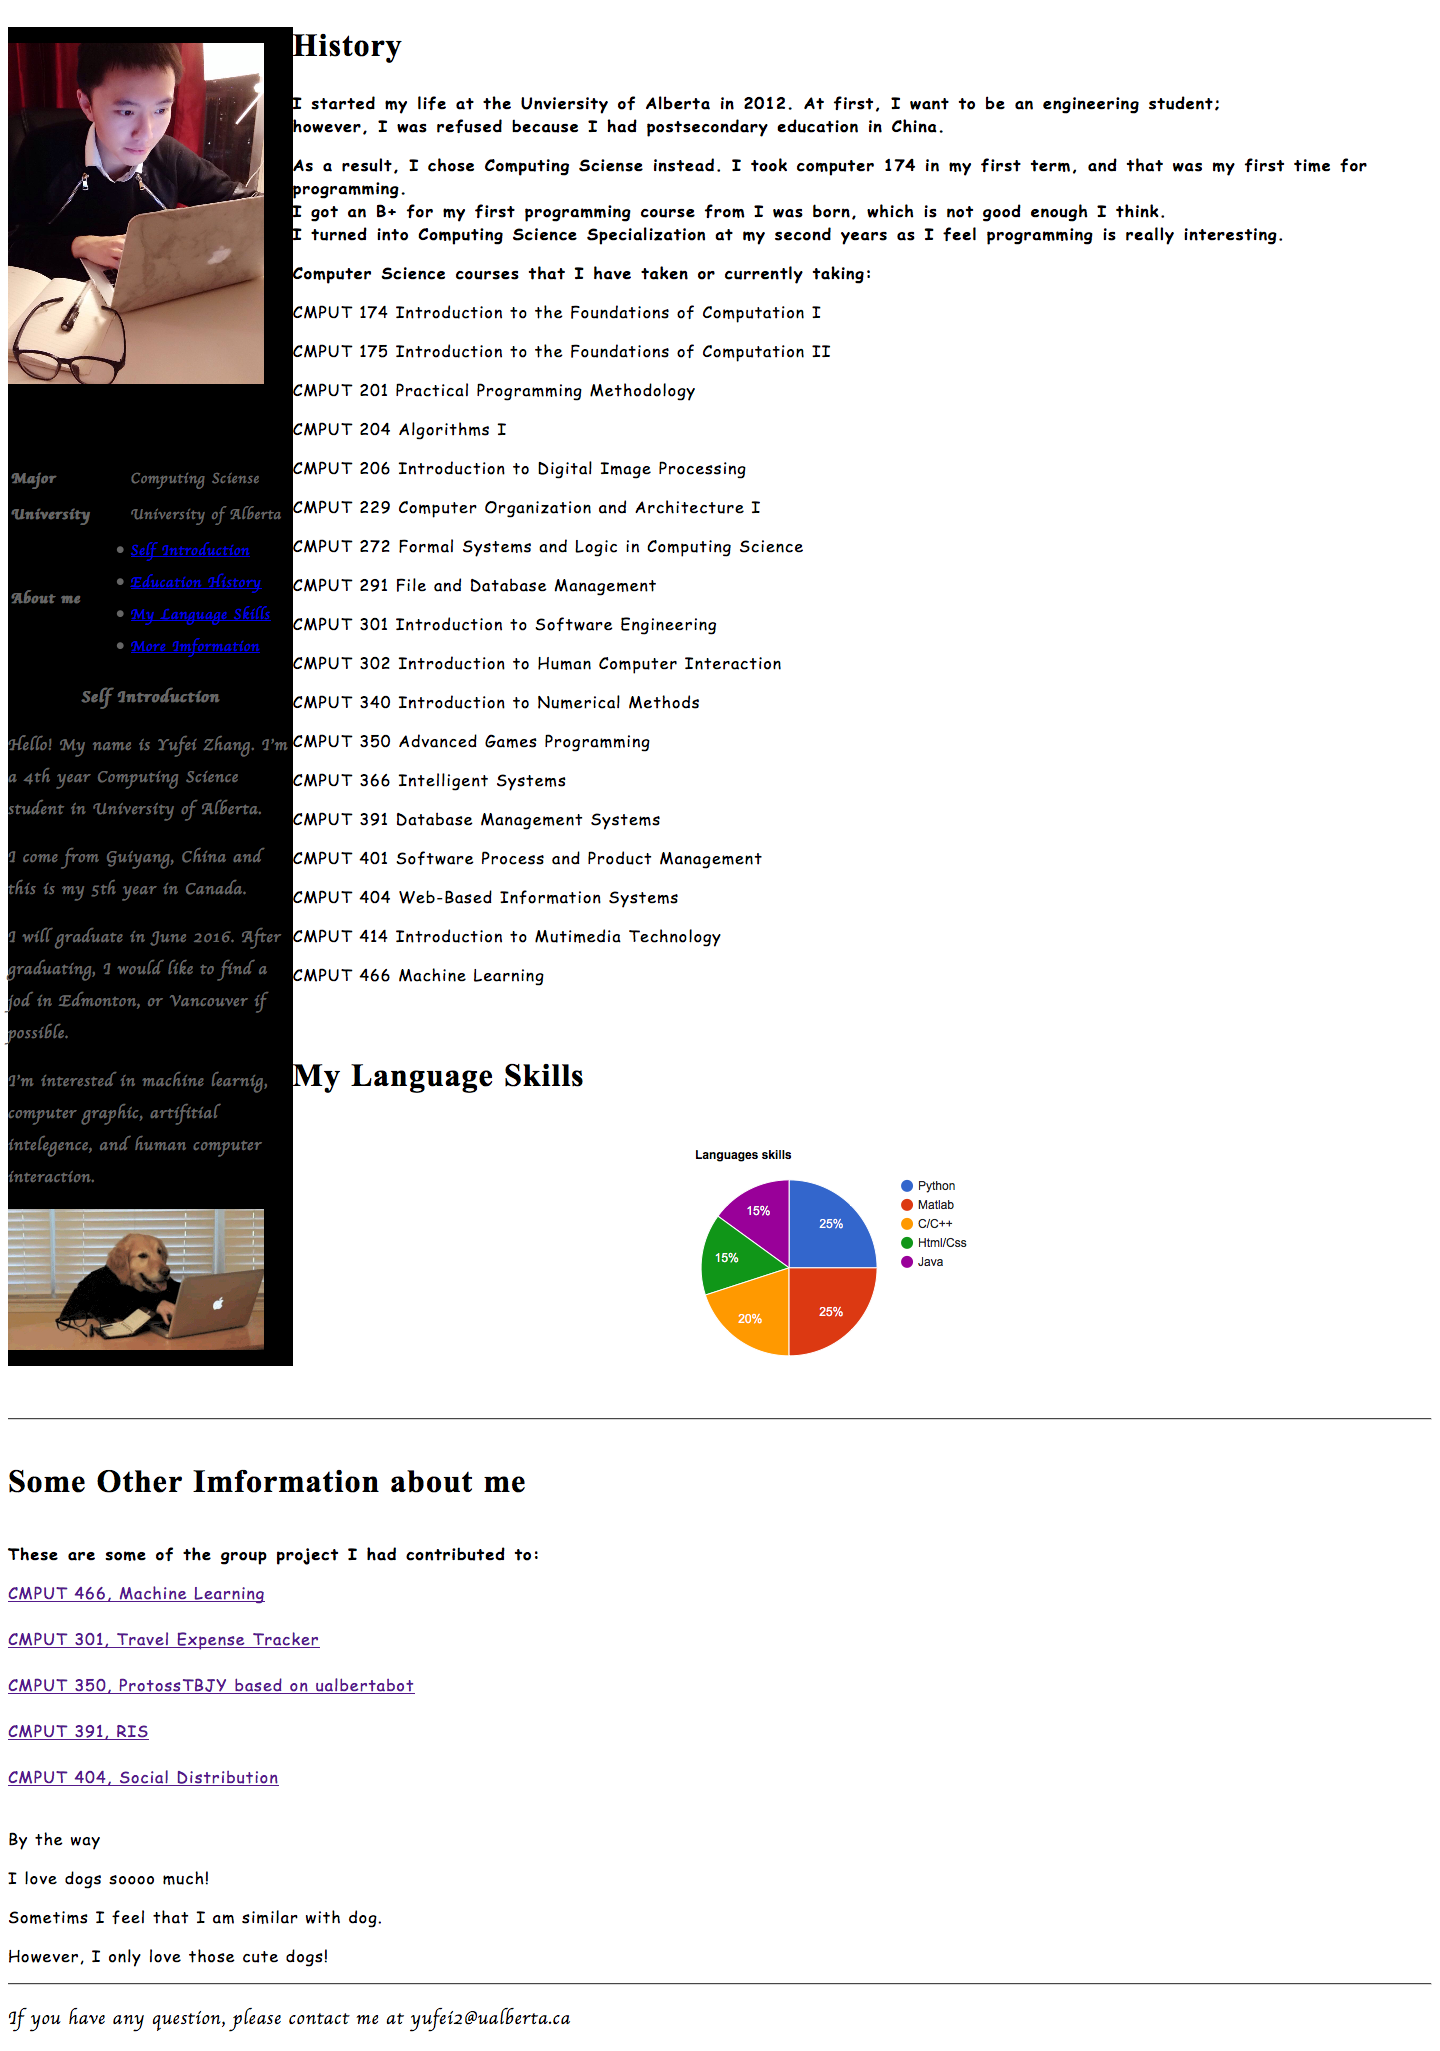 Major Computing Sciense
University University of Alberta
About me
• Self Introduction
• Education History
• My Language Skills
• More Imformation
Self Introduction
Hello! My name is Yufei Zhang. I'm
a 4th year Computing Science
student in University of Alberta.
I come from Guiyang, China and
this is my 5th year in Canada.
I will graduate in June 2016. After
graduating, I would like to find a
jod in Edmonton, or Vancouver if
possible.
I'm interested in machine learnig,
computer graphic, artifitial
intelegence, and human computer
interaction.
History
I started my life at the Unviersity of Alberta in 2012. At first, I want to be an engineering student;
however, I was refused because I had postsecondary education in China.
As a result, I chose Computing Sciense instead. I took computer 174 in my first term, and that was my first time for
programming.
I got an B+ for my first programming course from I was born, which is not good enough I think.
I turned into Computing Science Specialization at my second years as I feel programming is really interesting.
Computer Science courses that I have taken or currently taking:
CMPUT 174 Introduction to the Foundations of Computation I
CMPUT 175 Introduction to the Foundations of Computation II
CMPUT 201 Practical Programming Methodology
CMPUT 204 Algorithms I
CMPUT 206 Introduction to Digital Image Processing
CMPUT 229 Computer Organization and Architecture I
CMPUT 272 Formal Systems and Logic in Computing Science
CMPUT 291 File and Database Management
CMPUT 301 Introduction to Software Engineering
CMPUT 302 Introduction to Human Computer Interaction
CMPUT 340 Introduction to Numerical Methods
CMPUT 350 Advanced Games Programming
CMPUT 366 Intelligent Systems
CMPUT 391 Database Management Systems
CMPUT 401 Software Process and Product Management
CMPUT 404 Web-Based Information Systems
CMPUT 414 Introduction to Mutimedia Technology
CMPUT 466 Machine Learning
My Language Skills
Languages skills
15%
25%
15%
20%
25%
Python
Matlab
C/C++
Html/Css
Java
Some Other Imformation about me
These are some of the group project I had contributed to:
CMPUT 466, Machine Learning
CMPUT 301, Travel Expense Tracker
CMPUT 350, ProtossTBJY based on ualbertabot
CMPUT 391, RIS
CMPUT 404, Social Distribution
By the way
I love dogs soooo much!
Sometims I feel that I am similar with dog.
However, I only love those cute dogs!
If you have any question, please contact me at yufei2@ualberta.ca